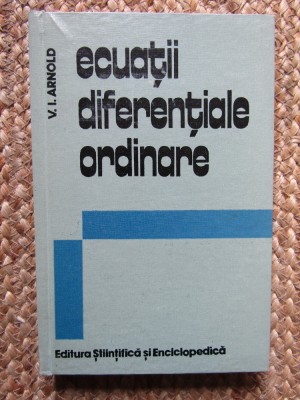 V. I. ARNOLD
ecuații
diferențiale
ordinare
Editura Științifică și Enciclopedică